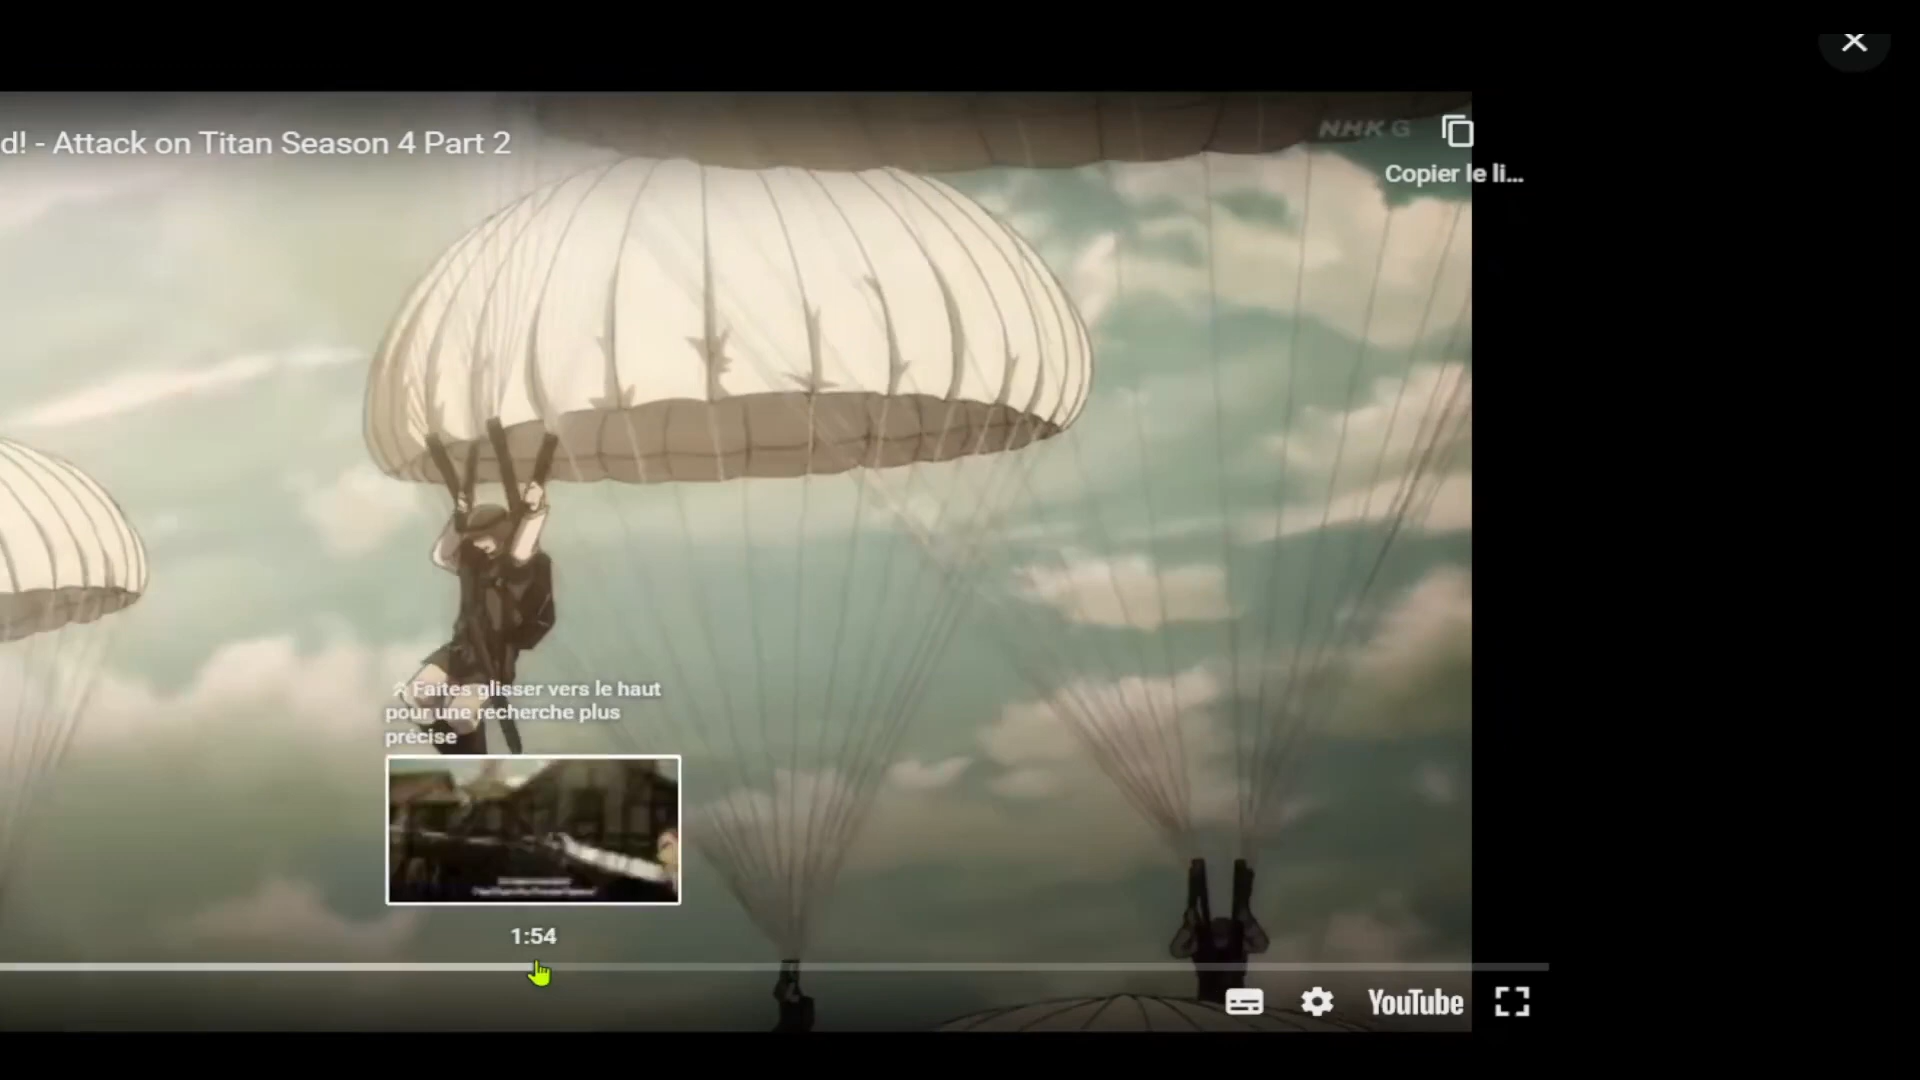 d! - Attack on Titan Season 4 Part 2
NHK G
Copier le li...
Faites glisser vers le haut
pour une recherche plus
précise
1:54
YouTube